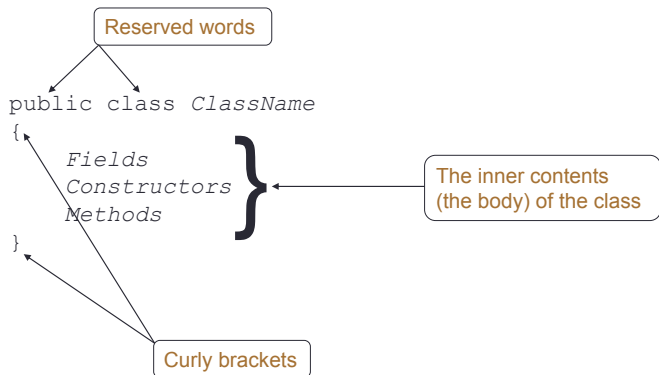 Reserved words
public class ClassName
{
Fields
Constructors
Methods
}
The inner contents
(the body) of the class
}
Curly brackets